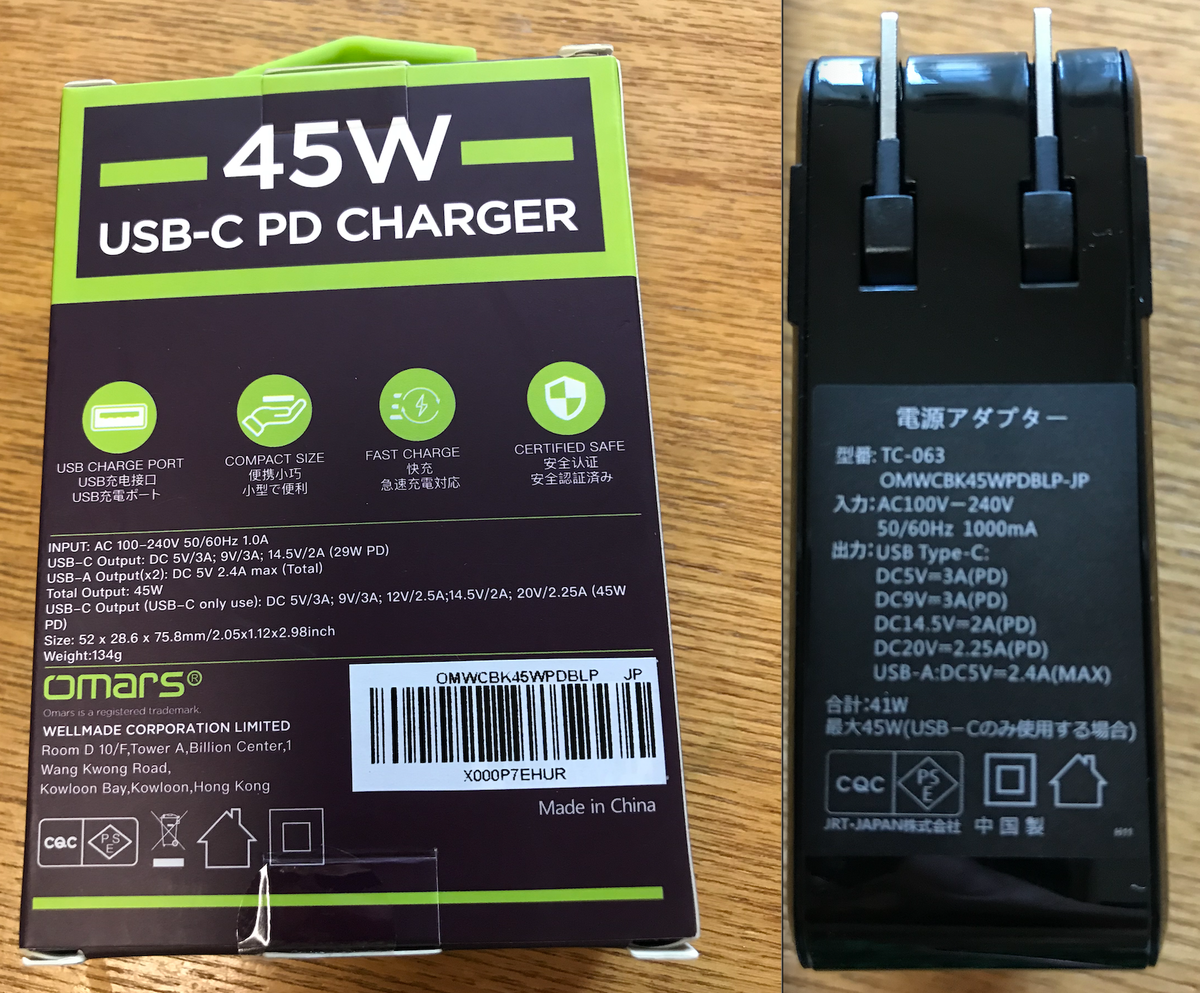 45W
USB-C PD CHARGER
USB CHARGE PORT
USB充电接口
USB充電ポート
COMPACT SIZE
便携小巧
小型で便利
FAST CHARGE
快充
急速充電対応
CERTIFIED SAFE
安全认证
安全認証済み
INPUT: AC 100-240V 50/60Hz 1.0A
USB-C Output: DC 5V/3A; 9V/3A; 14.5V/2A (29W PD)
USB-A Output(x2): DC 5V 2.4A max (Total)
Total Output: 45W
USB-C Output (USB-C only use): DC 5V/3A; 9V/3A; 12V/2.5A;14.5V/2A; 20V/2.25A (45W
PD)
Size: 52 x 28.6 x 75.8mm/2.05x1.12x2.98inch
Weight:134g
omars®
Omars is a registered trademark.
WELLMADE CORPORATION LIMITED
Room D 10/F,Tower A,Billion Center,1
Wang Kwong Road,
Kowloon Bay,Kowloon,Hong Kong
OMWCBK45WPDBLP JP
X000P7EHUR
Made in China
CQC PSE
電源アダプター
型番: TC-063
OMWCBK45WPDBLP-JP
入力:AC100V－240V
50/60Hz 1000mA
出力:USB Type-C:
DC5V=3A(PD)
DC9V=3A(PD)
DC14.5V=2A(PD)
DC20V=2.25A(PD)
USB-A:DC5V=2.4A(MAX)
合計:41W
最大45W(USB－Cのみ使用する場合)
CQC PSE
JRT-JAPAN株式会社 中国製